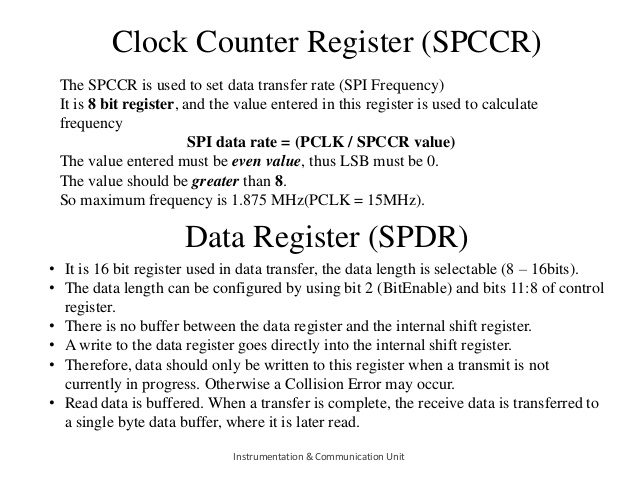 Clock Counter Register (SPCCR)
The SPCCR is used to set data transfer rate (SPI Frequency)
It is 8 bit register, and the value entered in this register is used to calculate
frequency
SPI data rate = (PCLK / SPCCR value)
The value entered must be even value, thus LSB must be 0.
The value should be greater than 8.
So maximum frequency is 1.875 MHz(PCLK = 15MHz).
Data Register (SPDR)
• It is 16 bit register used in data transfer, the data length is selectable (8 – 16bits).
• The data length can be configured by using bit 2 (BitEnable) and bits 11:8 of control
register.
• There is no buffer between the data register and the internal shift register.
• A write to the data register goes directly into the internal shift register.
• Therefore, data should only be written to this register when a transmit is not
currently in progress. Otherwise a Collision Error may occur.
• Read data is buffered. When a transfer is complete, the receive data is transferred to
a single byte data buffer, where it is later read.
Instrumentation & Communication Unit